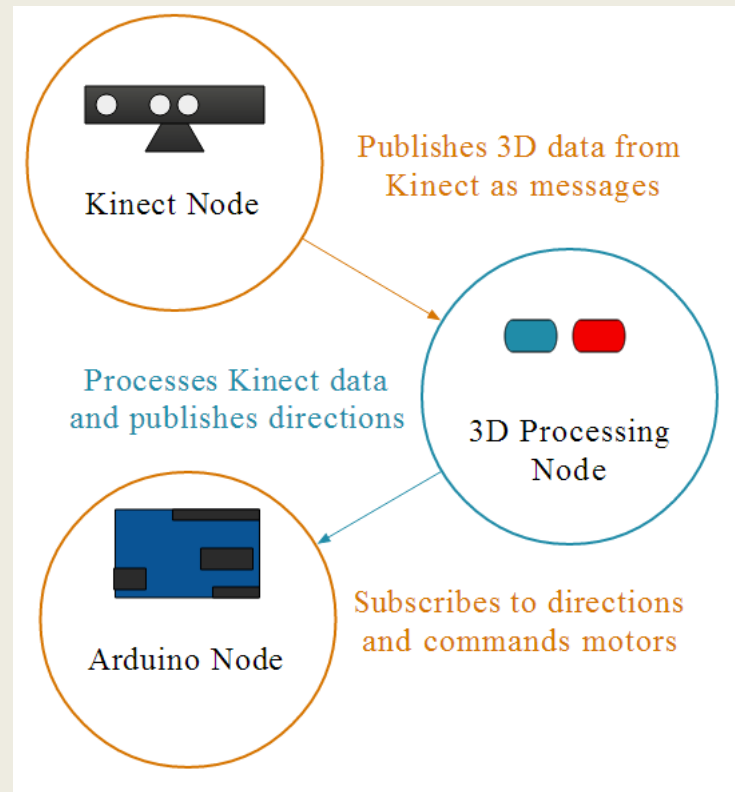 Kinect Node
Publishes 3D data from
Kinect as messages
Processes Kinect data
and publishes directions
3D Processing
Node
Arduino Node
Subscribes to directions
and commands motors